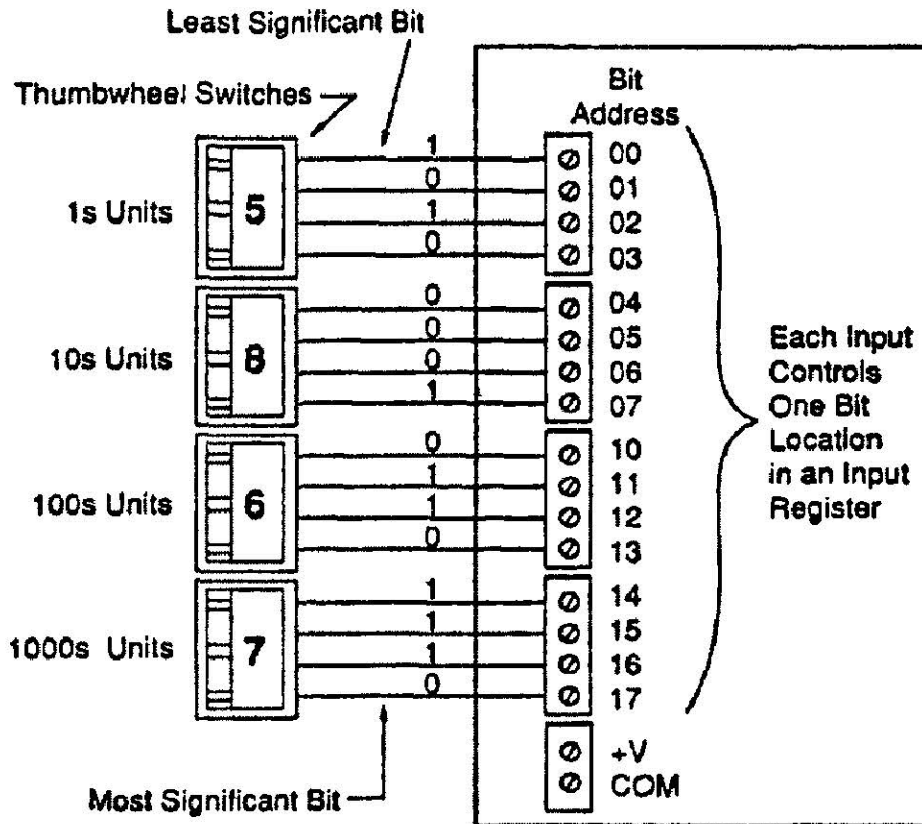 Least Significant Bit
Thumbwheel Switches
Bit
Address
1s Units
5
1
0
1
0
00
01
02
03
10s Units
8
0
0
0
1
04
05
06
07
100s Units
6
0
1
1
0
10
11
12
13
1000s Units
7
1
1
1
0
14
15
16
17
Each Input
Controls
One Bit
Location
in an Input
Register
+V
COM
Most Significant Bit